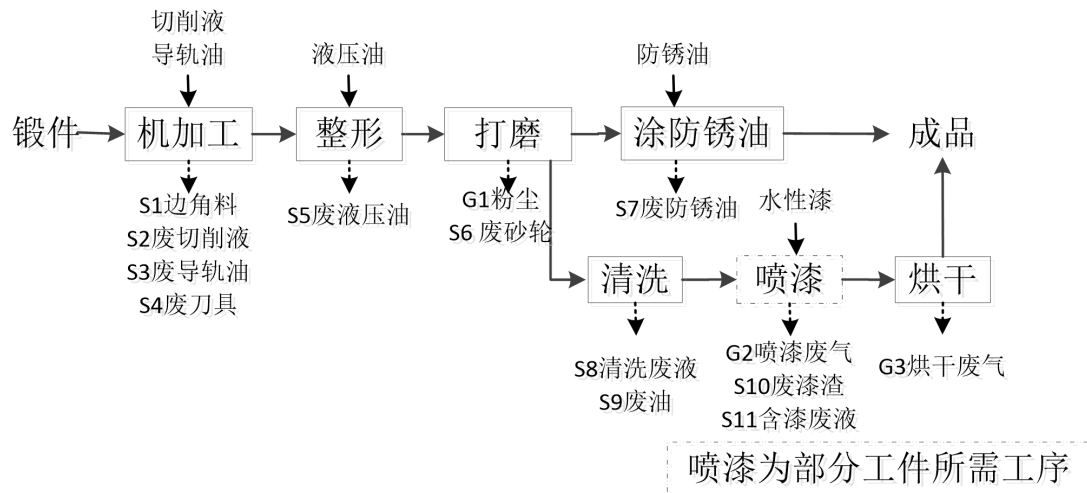 切削液
导轨油
液压油
防锈油
锻件
机加工
整形
打磨
涂防锈油
成品
S1边角料
S2废切削液
S3废导轨油
S4废刀具
S5废液压油
G1粉尘
S6 废砂轮
S7废防锈油
水性漆
清洗
喷漆
烘干
S8清洗废液
S9废油
G2喷漆废气
S10废漆渣
S11含漆废液
G3烘干废气
喷漆为部分工件所需工序